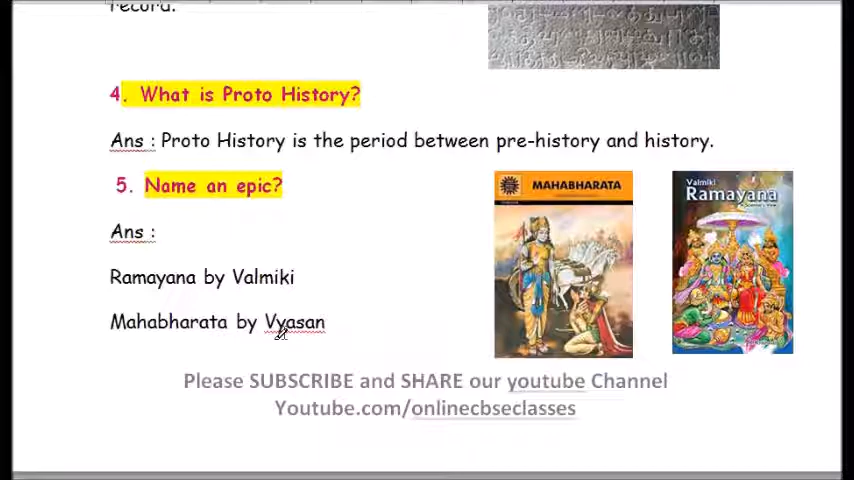 record.
4. What is Proto History?
Ans : Proto History is the period between pre-history and history.
5. Name an epic?
Ans :
Ramayana by Valmiki
Mahabharata by Vyasan
MAHABHARATA
Valmiki
Ramayana
Please SUBSCRIBE and SHARE our youtube Channel
Youtube.com/onlinecbseclasses